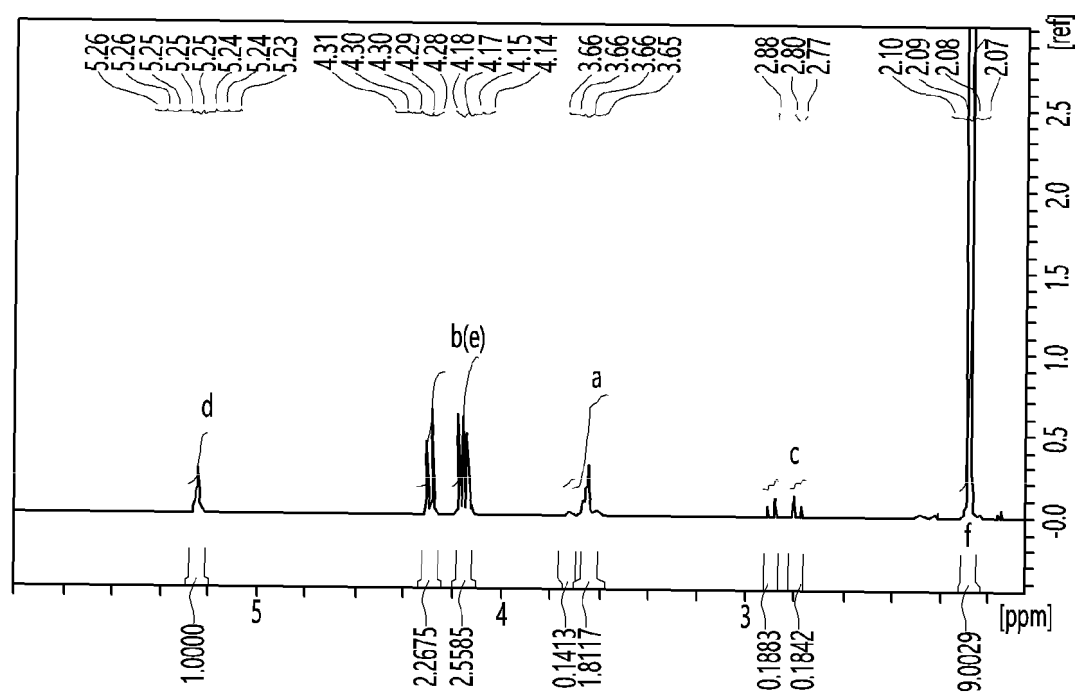 5.26 5.26 5.25 5.25 5.25 5.24 5.24 5.23 4.31 4.30 4.30 4.29 4.28 4.18 4.17 4.15 4.14 3.66 3.66 3.66 3.65 2.88 2.80 2.77 2.10 2.09 2.08 2.07
[ref]
2.5
2.0
1.5
1.0
0.5
-0.0
b(e)
a
d
c
f
5 4 3 [ppm]
1.0000 2.2675 2.5585 0.1413 1.8117 0.1883 0.1842 9.0029